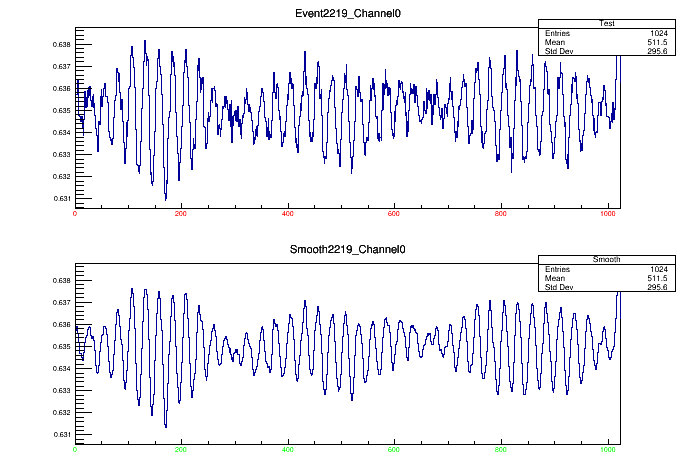 Event2219_Channel0
Test
Entries 1024
Mean 511.5
Std Dev 295.6
0.638
0.637
0.636
0.635
0.634
0.633
0.632
0.631
0 200 400 600 800 1000
Smooth2219_Channel0
Smooth
Entries 1024
Mean 511.5
Std Dev 295.6
0.638
0.637
0.636
0.635
0.634
0.633
0.632
0.631
0 200 400 600 800 1000